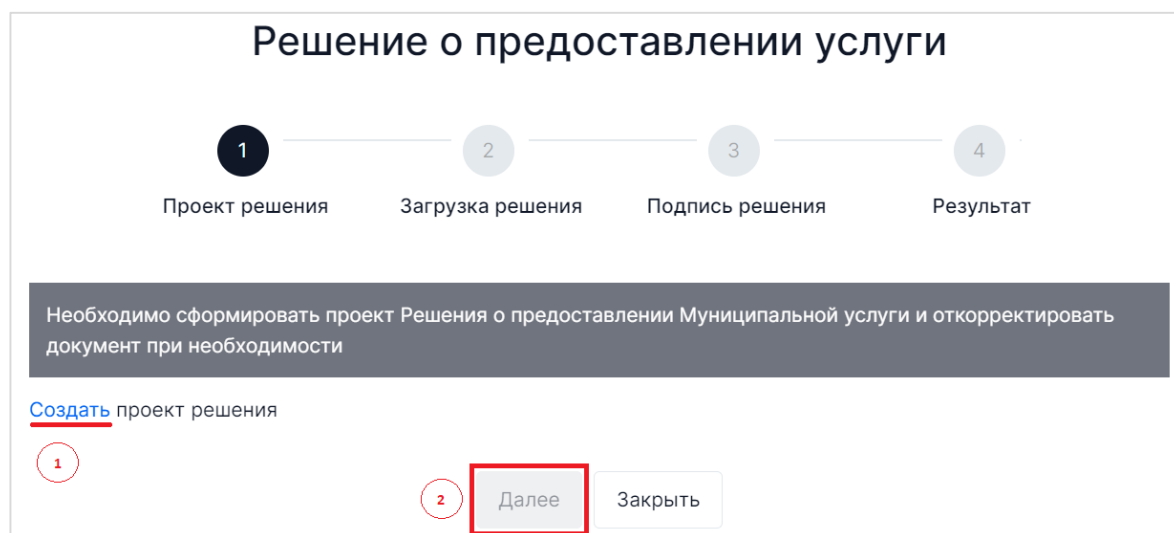 Решение о предоставлении услуги
1 2 3 4
Проект решения Загрузка решения Подпись решения Результат
Необходимо сформировать проект Решения о предоставлении Муниципальной услуги и откорректировать
документ при необходимости
Создать проект решения
1
2 Далее Закрыть